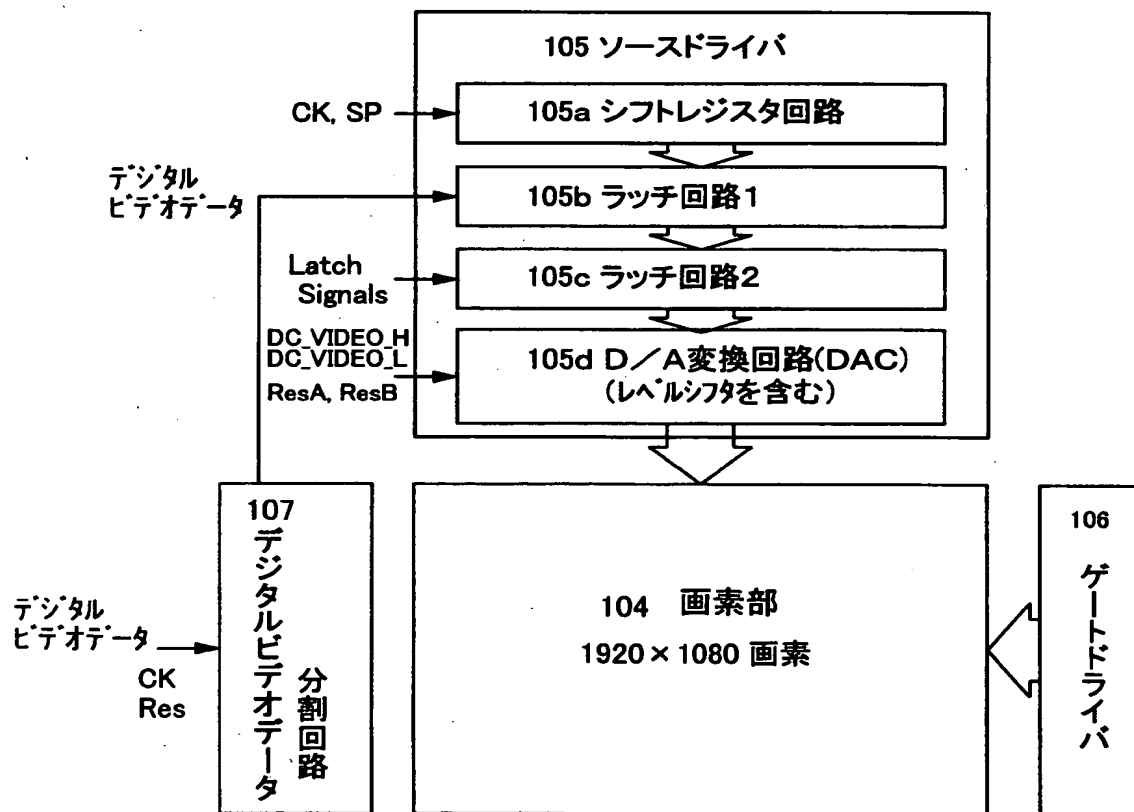 105 ソースドライバ
CK, SP
105a シフトレジスタ回路
デジタル
ビデオデータ
105b ラッチ回路1
Latch
Signals
105c ラッチ回路2
DC_VIDEO_H
DC_VIDEO_L
ResA, ResB
105d D／A変換回路(DAC)
(レベルシフタを含む)
107
デジタルビデオデータ
分割回路
デジタル
ビデオデータ
CK
Res
104 画素部
1920×1080 画素
106
ゲートドライバ